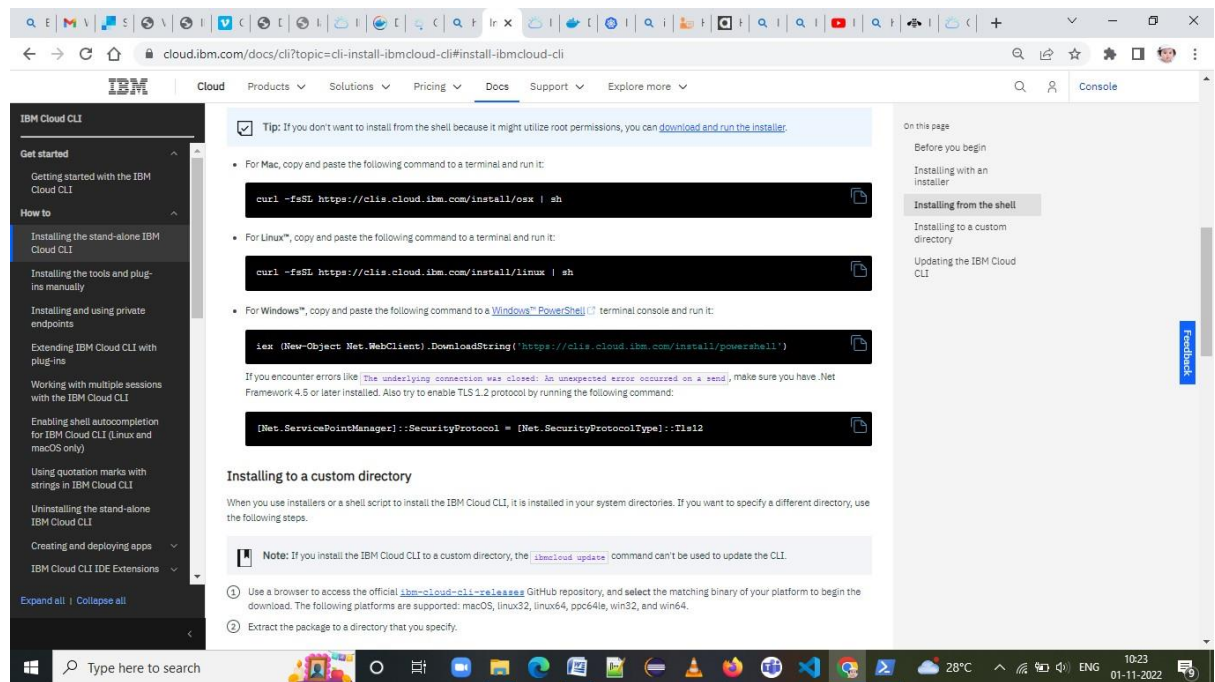 cloud.ibm.com/docs/cli?topic=cli-install-ibmcloud-cli#install-ibmcloud-cli
IBM Cloud Products Solutions Pricing Docs Support Explore more Console
IBM Cloud CLI
Get started
Getting started with the IBM
Cloud CLI
How to
Installing the stand-alone IBM
Cloud CLI
Installing the tools and plug-
ins manually
Installing and using private
endpoints
Extending IBM Cloud CLI with
plug-ins
Working with multiple sessions
with the IBM Cloud CLI
Enabling shell autocompletion
for IBM Cloud CLI (Linux and
macOS only)
Using quotation marks with
strings in IBM Cloud CLI
Uninstalling the stand-alone
IBM Cloud CLI
Creating and deploying apps
IBM Cloud CLI IDE Extensions
Expand all | Collapse all
Tip: If you don't want to install from the shell because it might utilize root permissions, you can download and run the installer.
• For Mac, copy and paste the following command to a terminal and run it:
curl -fsSL https://clis.cloud.ibm.com/install/osx | sh
• For Linux™, copy and paste the following command to a terminal and run it:
curl -fsSL https://clis.cloud.ibm.com/install/linux | sh
• For Windows™, copy and paste the following command to a Windows™ PowerShell terminal console and run it:
iex (New-Object Net.WebClient).DownloadString('https://clis.cloud.ibm.com/install/powershell')
If you encounter errors like The underlying connection was closed: An unexpected error occurred on a send, make sure you have .Net
Framework 4.5 or later installed. Also try to enable TLS 1.2 protocol by running the following command:
[Net.ServicePointManager]::SecurityProtocol = [Net.SecurityProtocolType]::Tls12
Installing to a custom directory
When you use installers or a shell script to install the IBM Cloud CLI, it is installed in your system directories. If you want to specify a different directory, use
the following steps.
Note: If you install the IBM Cloud CLI to a custom directory, the ibmcloud update command can't be used to update the CLI.
1 Use a browser to access the official ibm-cloud-cli-releases GitHub repository, and select the matching binary of your platform to begin the
download. The following platforms are supported: macOS, linux32, linux64, ppc64le, win32, and win64.
2 Extract the package to a directory that you specify.
On this page
Before you begin
Installing with an
installer
Installing from the shell
Installing to a custom
directory
Updating the IBM Cloud
CLI
Feedback
Type here to search
28°C
ENG
10:23
01-11-2022